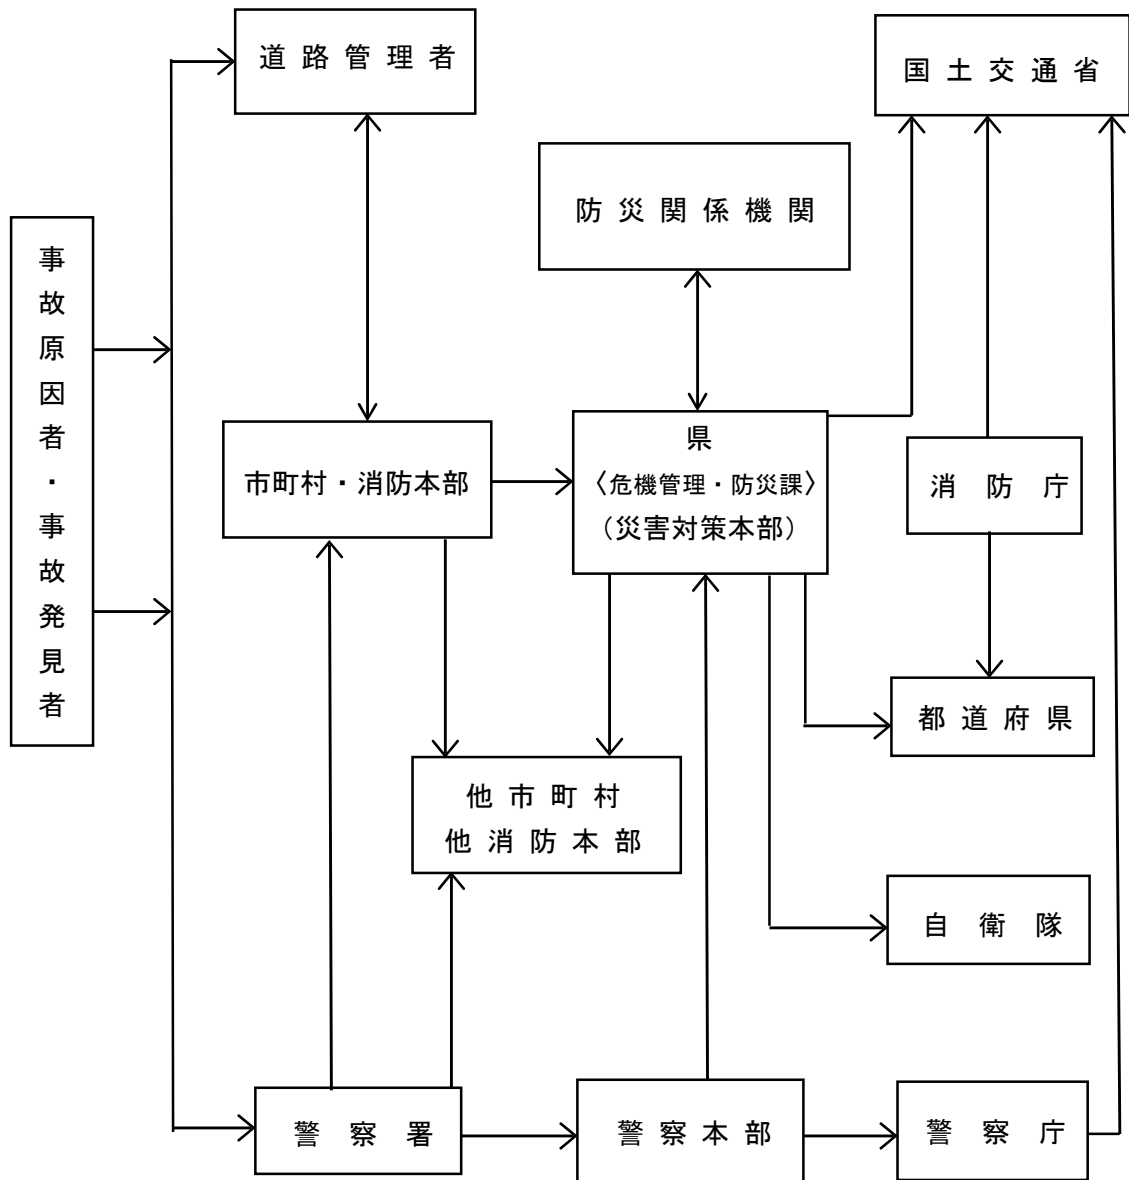 道路管理者
国土交通省
防災関係機関
事故原因者・事故発見者
市町村・消防本部
県
〈危機管理・防災課〉
（災害対策本部）
消防庁
都道府県
他市町村
他消防本部
自衛隊
警察署
警察本部
警察庁